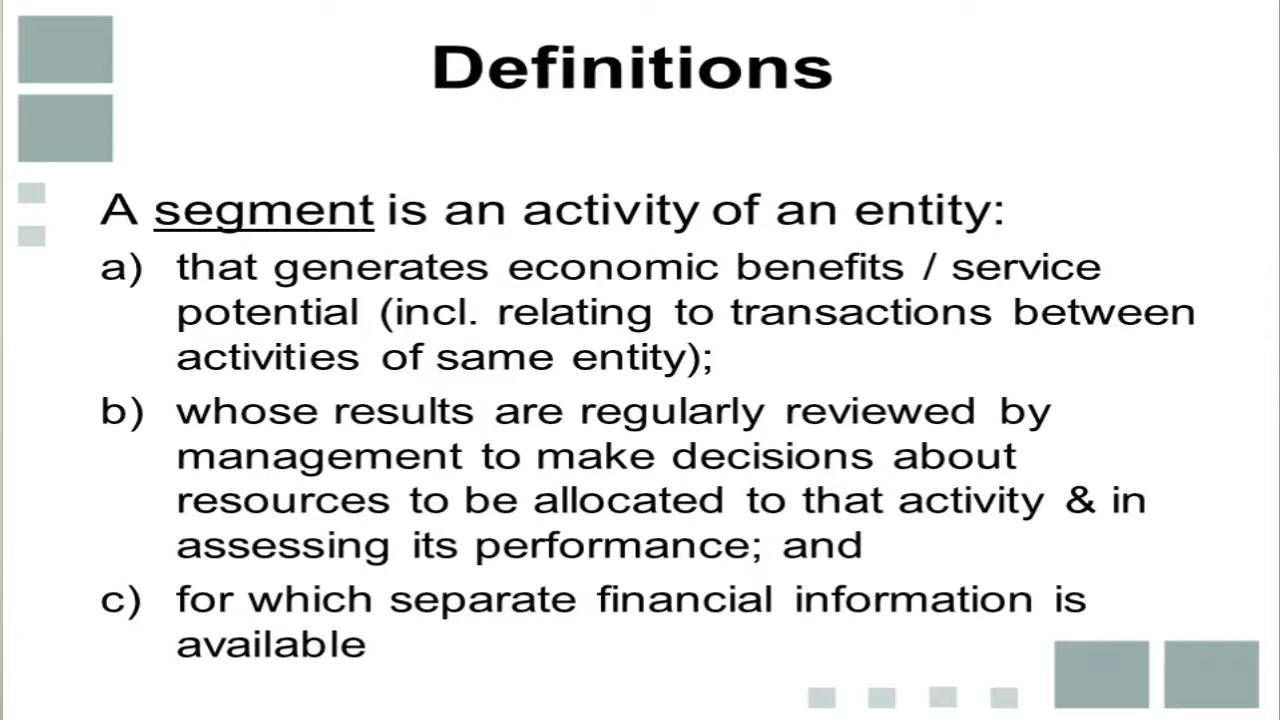 Definitions
A segment is an activity of an entity:
a) that generates economic benefits / service
potential (incl. relating to transactions between
activities of same entity);
b) whose results are regularly reviewed by
management to make decisions about
resources to be allocated to that activity & in
assessing its performance; and
c) for which separate financial information is
available